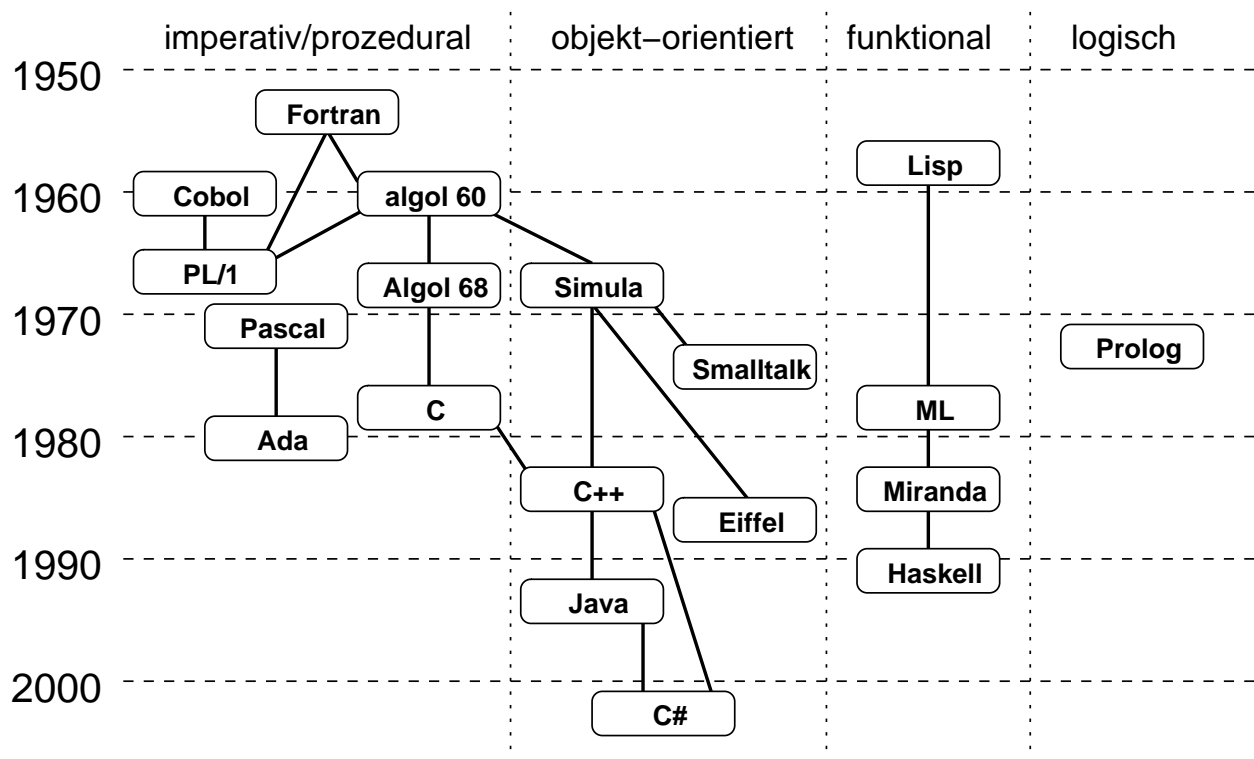 imperativ/prozedural objekt−orientiert funktional logisch
1950
Fortran
Lisp
1960 Cobol algol 60
PL/1 Algol 68 Simula
1970 Pascal
Prolog
Smalltalk
C ML
1980 Ada
C++ Miranda
Eiffel
1990 Haskell
Java
2000
C#